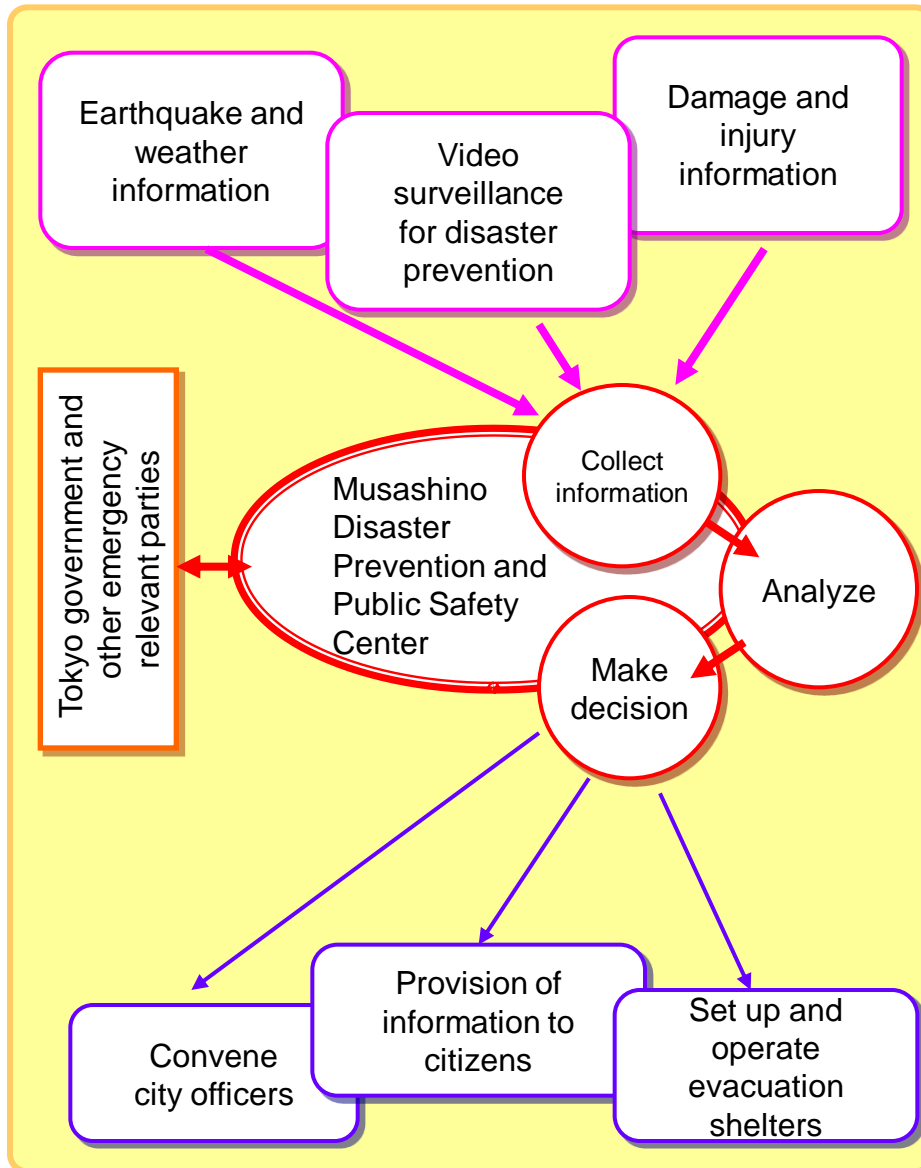 Earthquake and
weather
information
Video
surveillance
for disaster
prevention
Damage and
injury
information
Tokyo government and
other emergency
relevant parties
Musashino
Disaster
Prevention and
Public Safety
Center
Collect
information
Analyze
Make
decision
Convene
city officers
Provision of
information to
citizens
Set up and
operate
evacuation
shelters